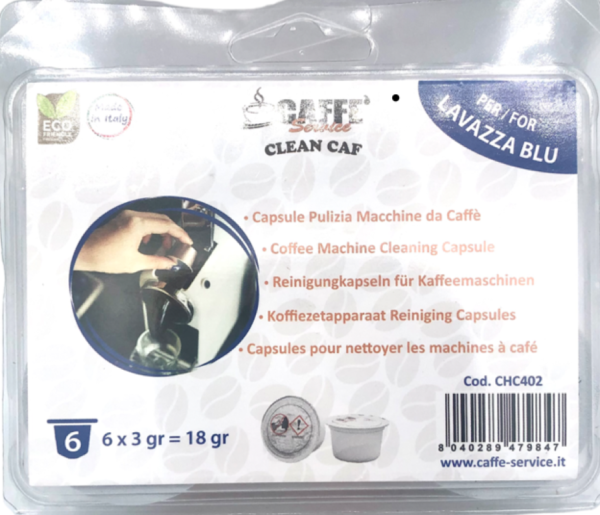 ECO
FRIENDLY
Made
in italy
CAFFÈ
Service
CLEAN CAF
PER / FOR
LAVAZZA BLU
• Capsule Pulizia Macchine da Caffè
• Coffee Machine Cleaning Capsule
• Reinigungkapseln für Kaffeemaschinen
• Koffiezetapparaat Reiniging Capsules
• Capsules pour nettoyer les machines à café
Cod. CHC402
6
6 x 3 gr = 18 gr
8 040289 479847
www.caffe-service.it